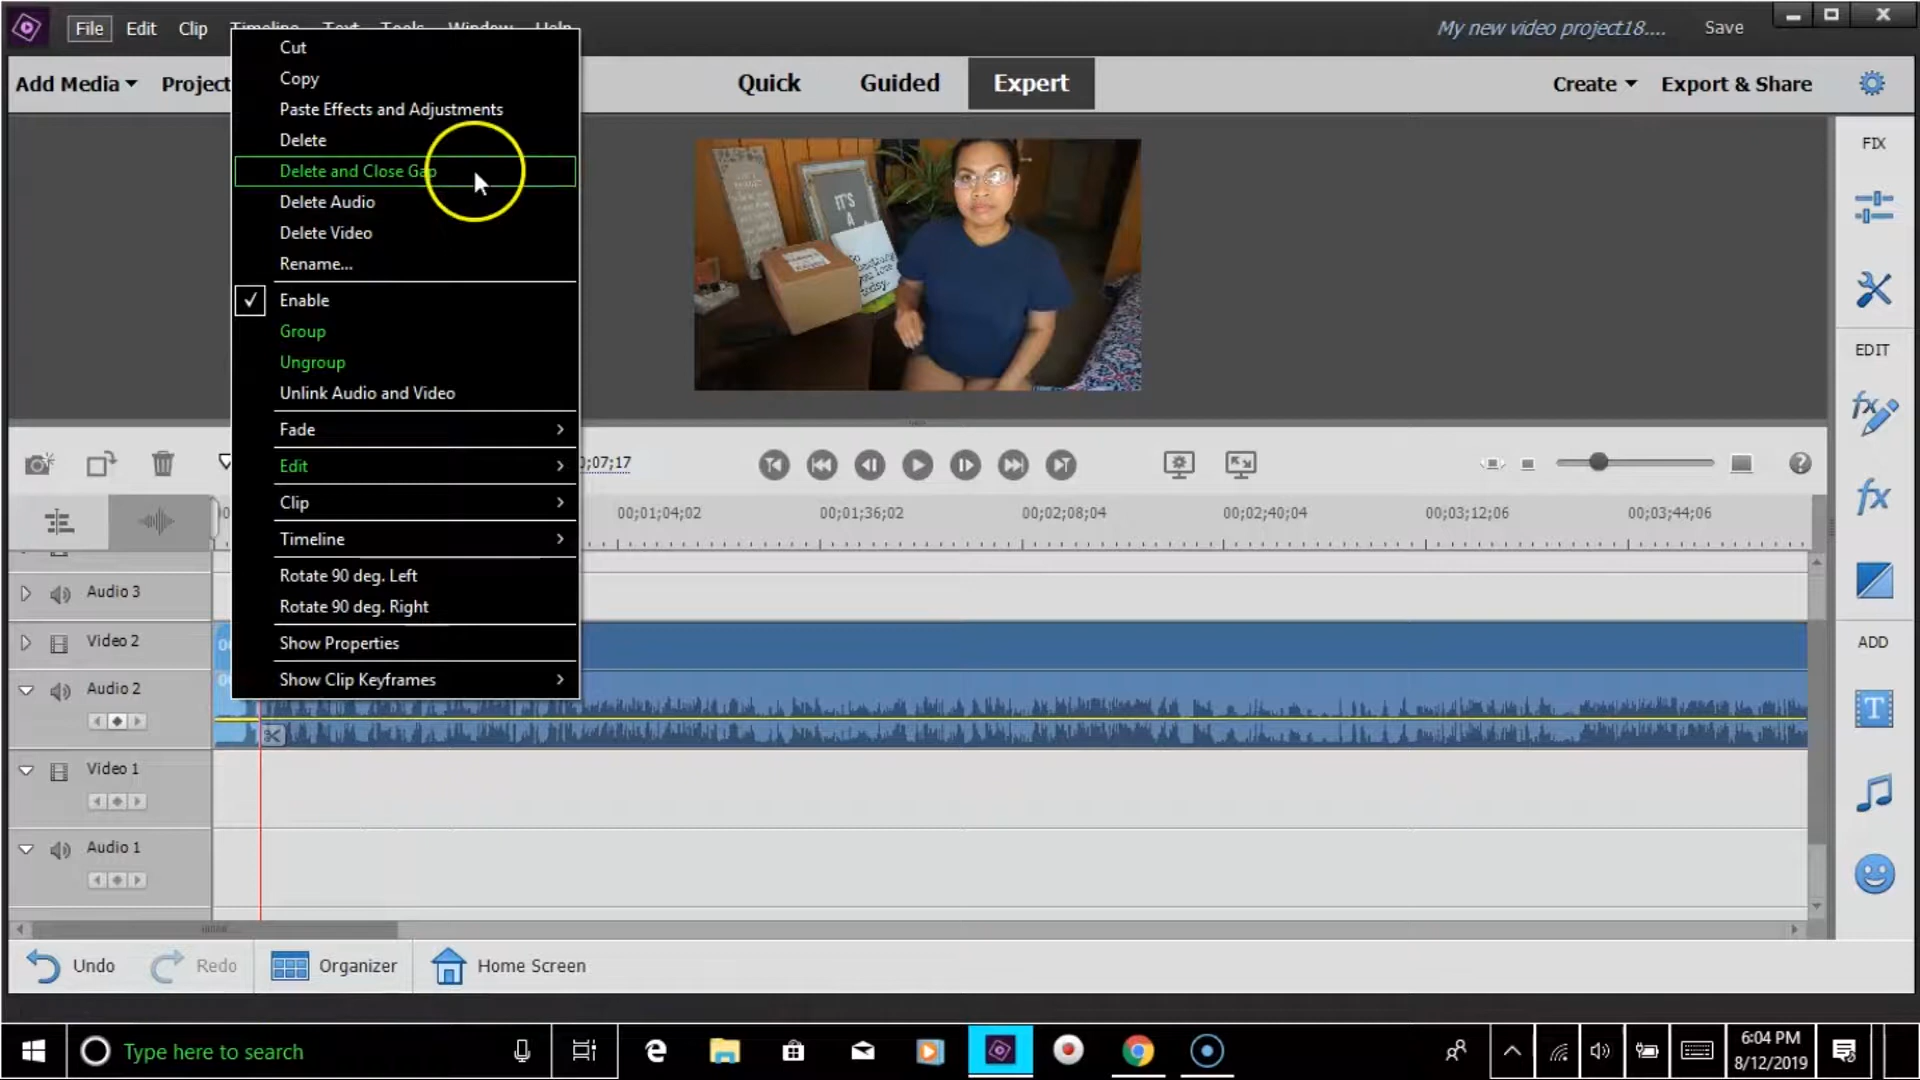 File Edit Clip Timeline Text Tools Window Help
My new video project18.... Save
Add Media Project
Quick Guided Expert
Create Export & Share
Cut
Copy
Paste Effects and Adjustments
Delete
Delete and Close Gap
Delete Audio
Delete Video
Rename...
Enable
Group
Ungroup
Unlink Audio and Video
Fade
Edit
Clip
Timeline
Rotate 90 deg. Left
Rotate 90 deg. Right
Show Properties
Show Clip Keyframes
IT'S
A
you love
today.
FIX
EDIT
fx
fx
ADD
T
;07;17
?
00;01;04;02 00;01;36;02 00;02;08;04 00;02;40;04 00;03;12;06 00;03;44;06
Audio 3
Video 2
Audio 2
Video 1
Audio 1
Undo Redo Organizer Home Screen
Type here to search
6:04 PM
8/12/2019